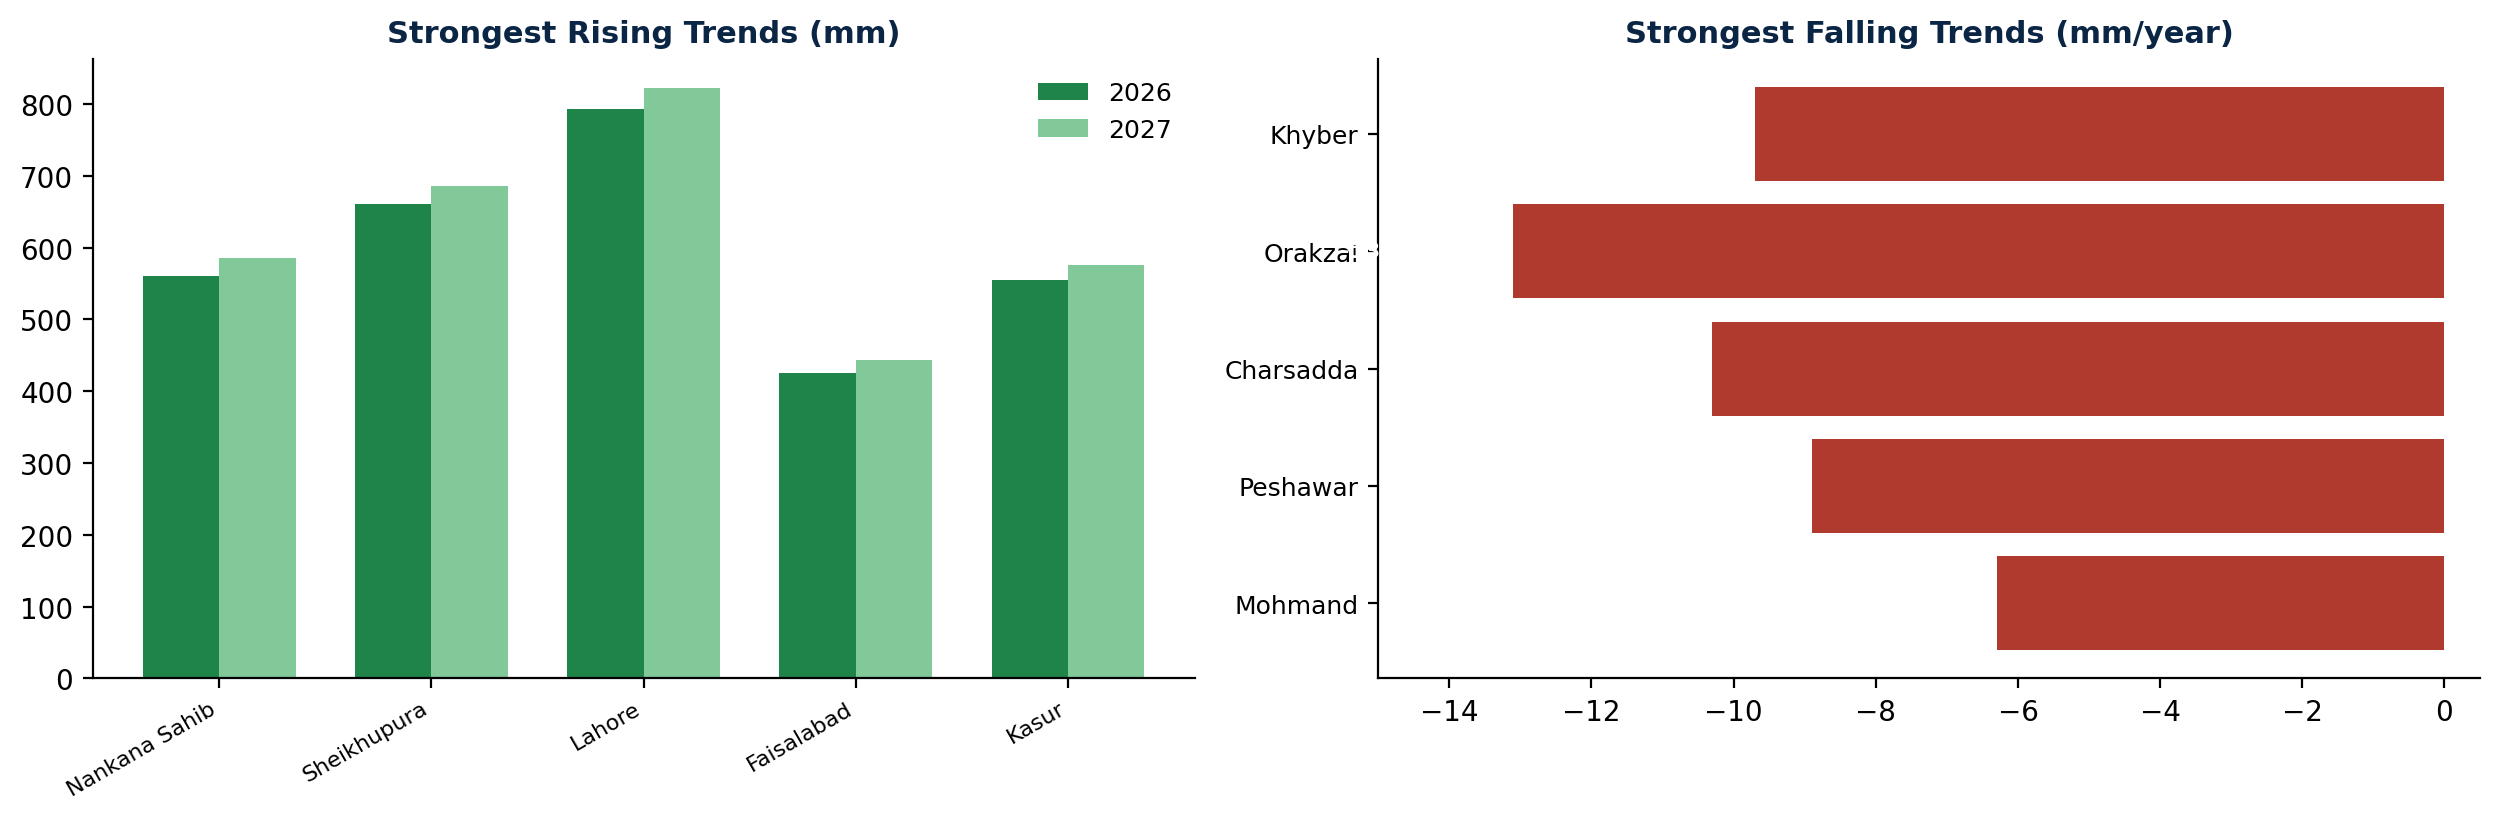 Strongest Rising Trends (mm)
2026
2027
800
700
600
500
400
300
200
100
0
Nankana Sahib
Sheikhupura
Lahore
Faisalabad
Kasur
Strongest Falling Trends (mm/year)
Khyber
Orakzai
Charsadda
Peshawar
Mohmand
−14
−12
−10
−8
−6
−4
−2
0